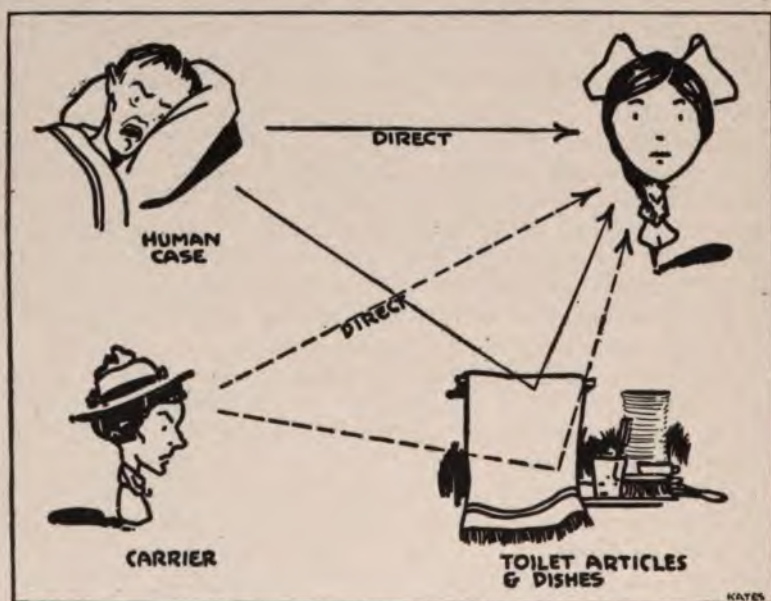 DIRECT
HUMAN
CASE
DIRECT
CARRIER
TOILET ARTICLES
& DISHES
KATES